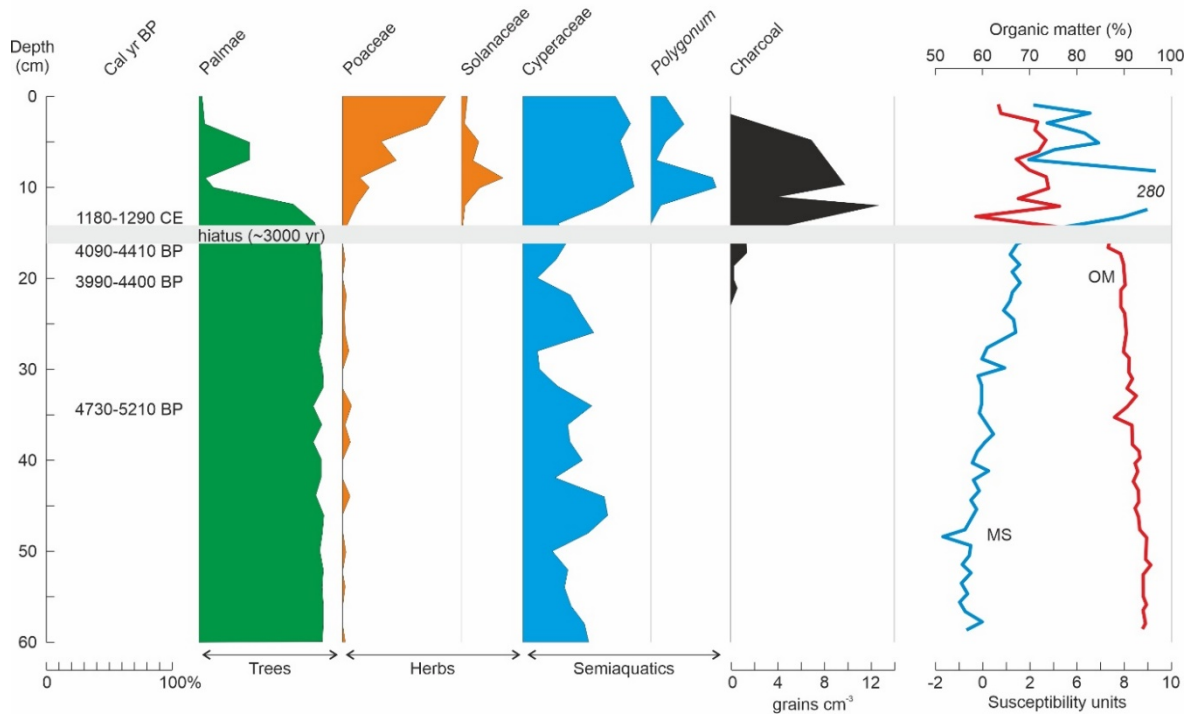 Depth
(cm)
Cal yr BP
Palmae
Poaceae
Solanaceae
Cyperaceae
Polygonum
Charcoal
Organic matter (%)
50 60 70 80 90 100
0
10
280
1180-1290 CE
hiatus (~3000 yr)
4090-4410 BP
3990-4400 BP
20
OM
30
4730-5210 BP
40
50
MS
60
Trees Herbs Semiaquatics
0 100%
0 4 8 12
grains cm-3
-2 0 2 4 6 2 8 10
Susceptibility units